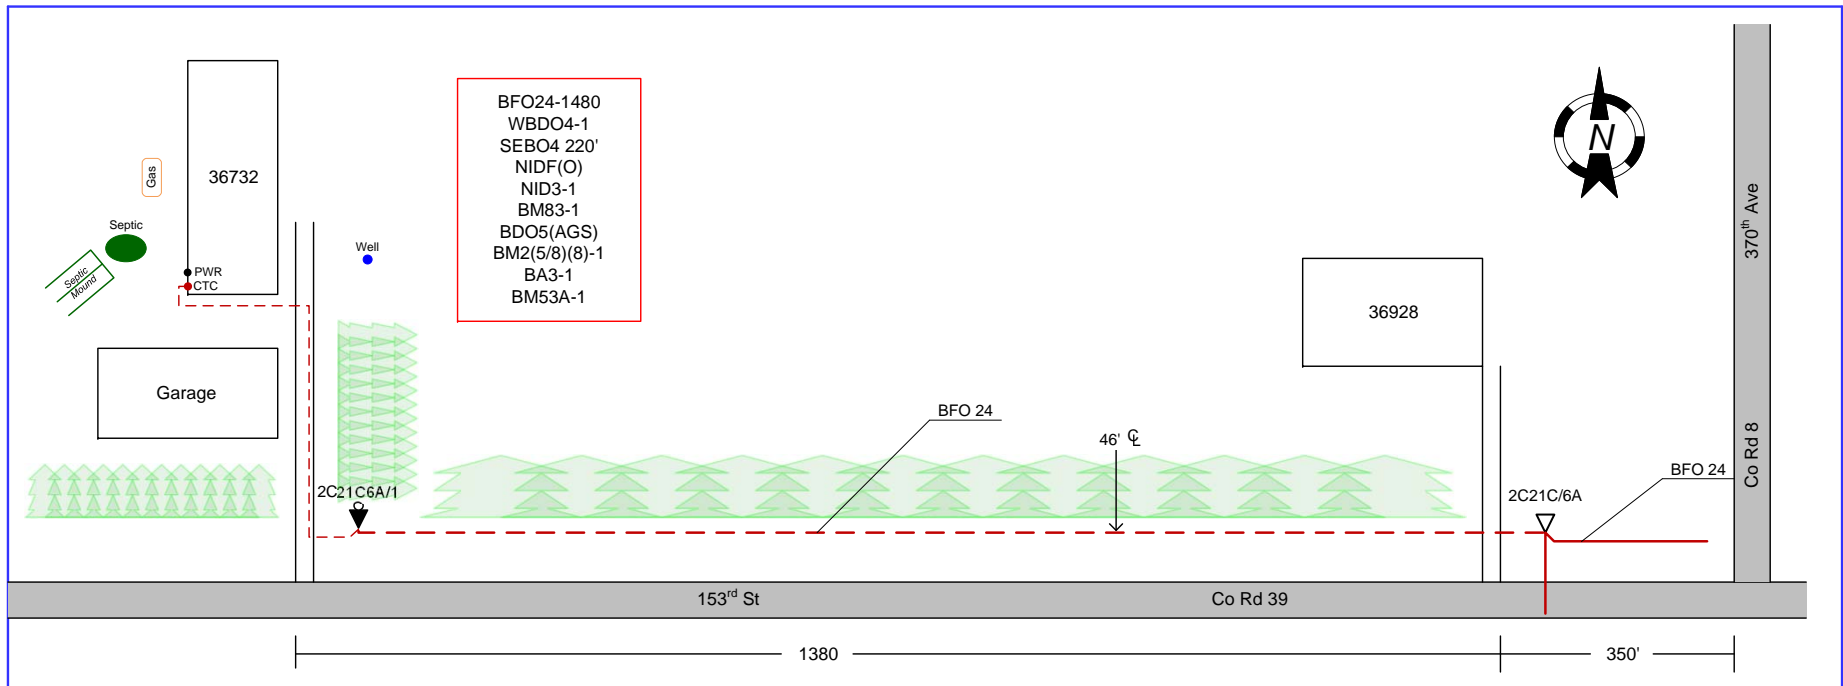 36732
Gas
Septic
Septic
Mound
PWR
CTC
Well
Garage
BFO24-1480
WBDO4-1
SEBO4 220'
NIDF(O)
NID3-1
BM83-1
BDO5(AGS)
BM2(5/8)(8)-1
BA3-1
BM53A-1
N
370th Ave
Co Rd 8
36928
BFO 24
46' ℄
BFO 24
2C21C6A/1
2C21C/6A
153rd St
Co Rd 39
1380
350'